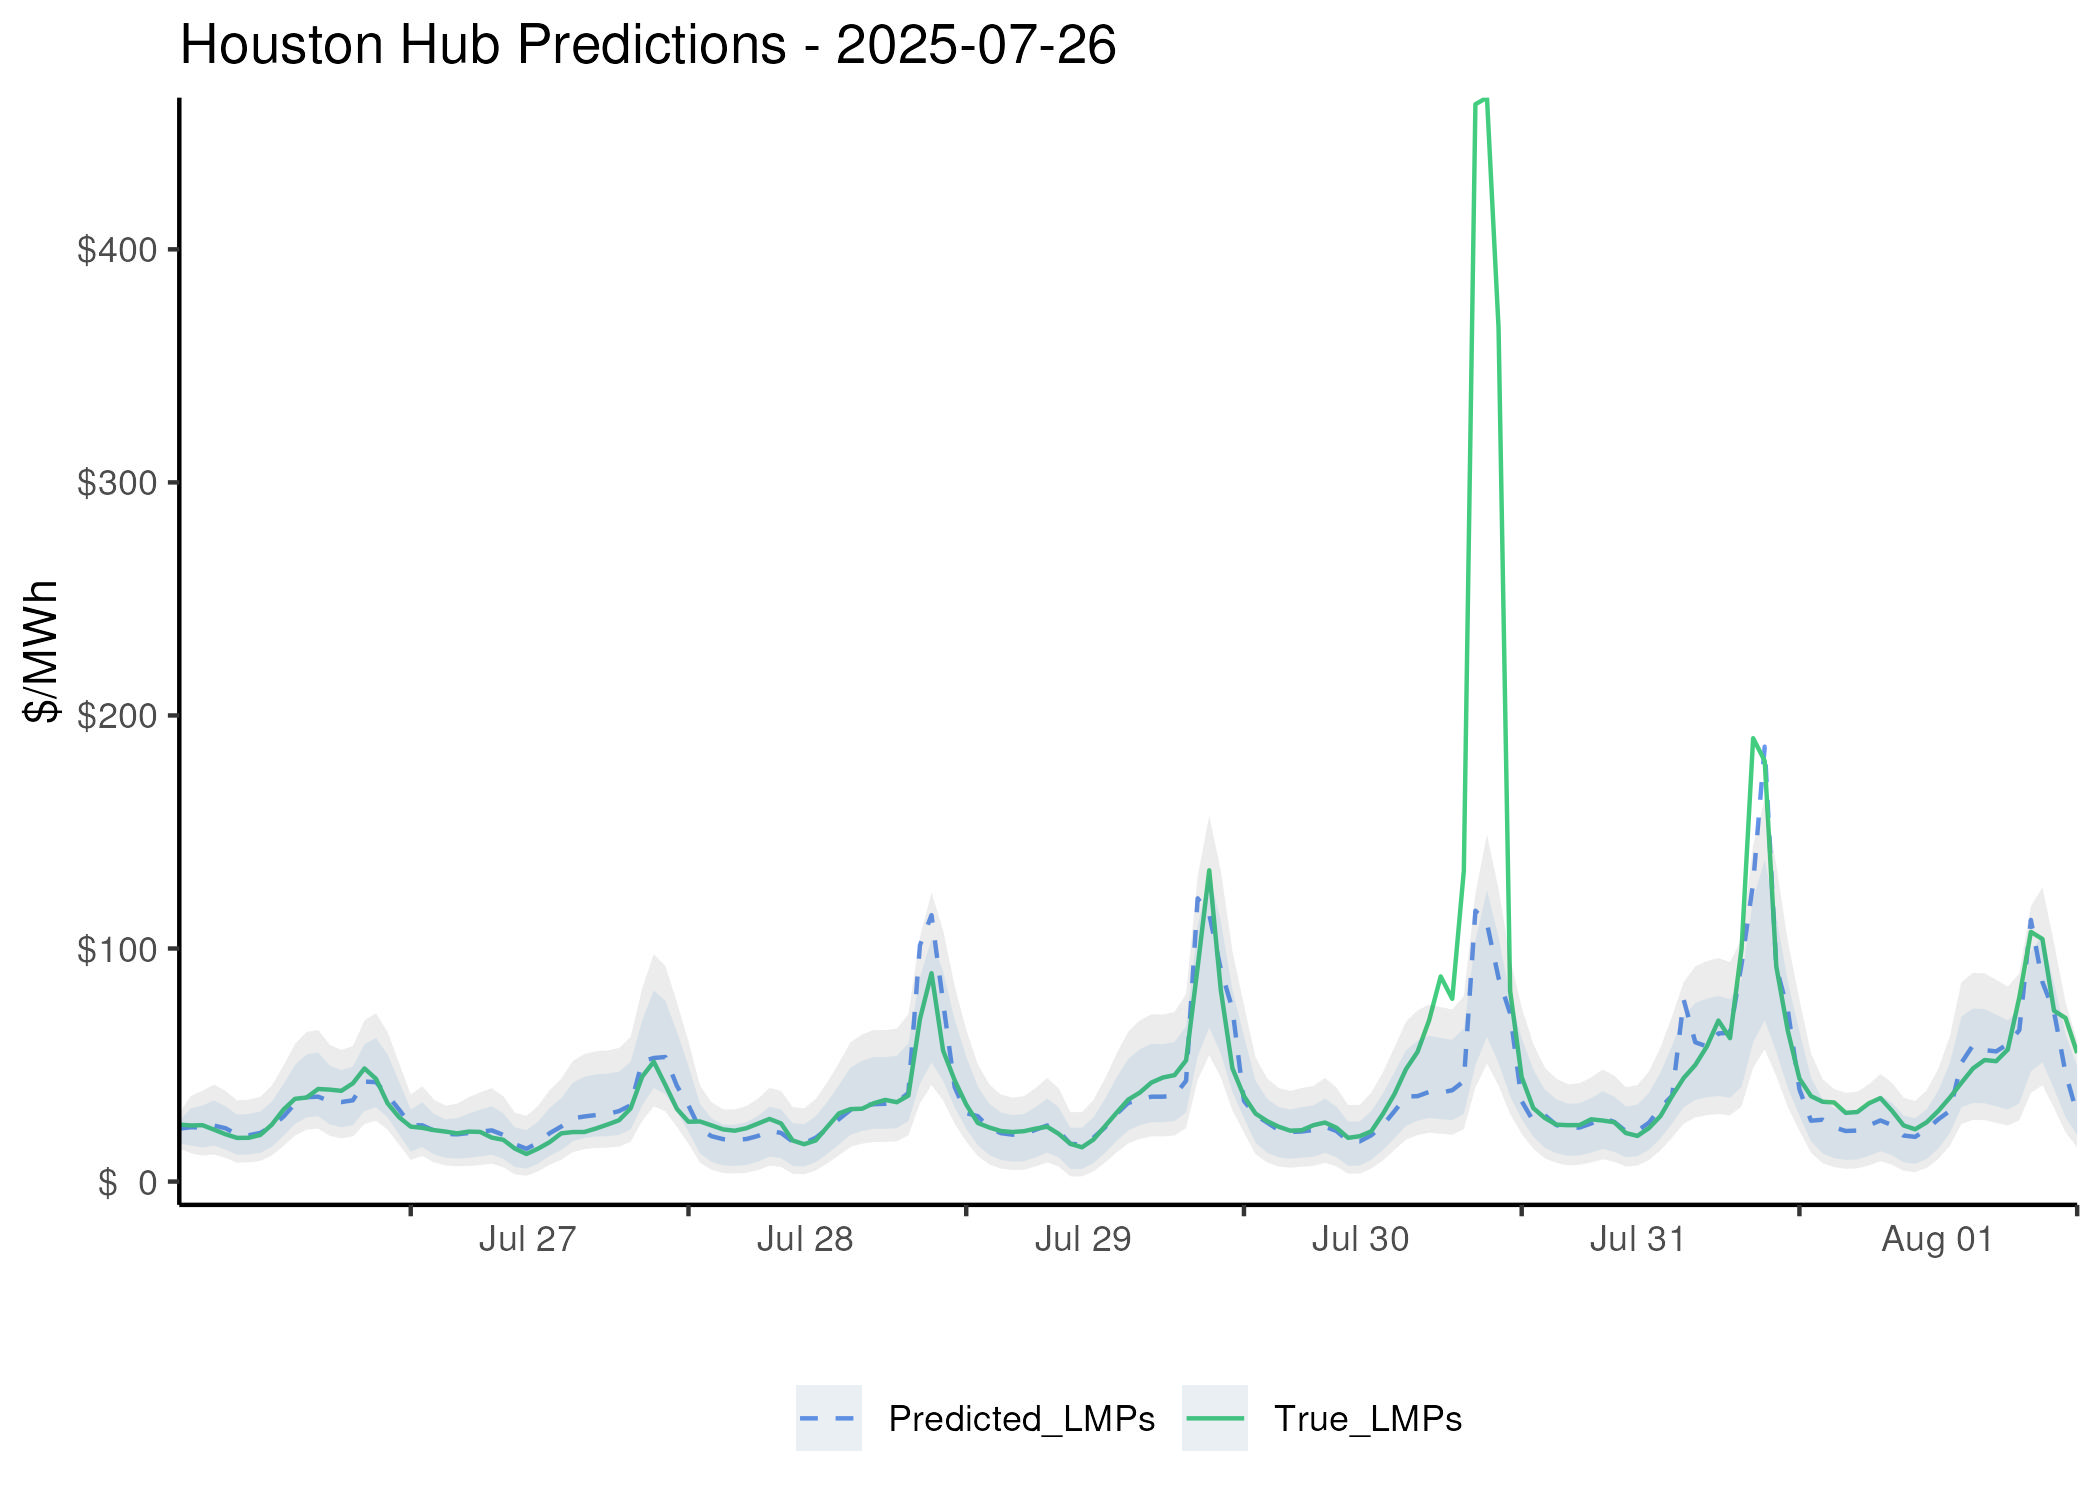 Houston Hub Predictions - 2025-07-26
$/MWh
$400
$300
$200
$100
$ 0
Jul 27
Jul 28
Jul 29
Jul 30
Jul 31
Aug 01
Predicted_LMPs
True_LMPs